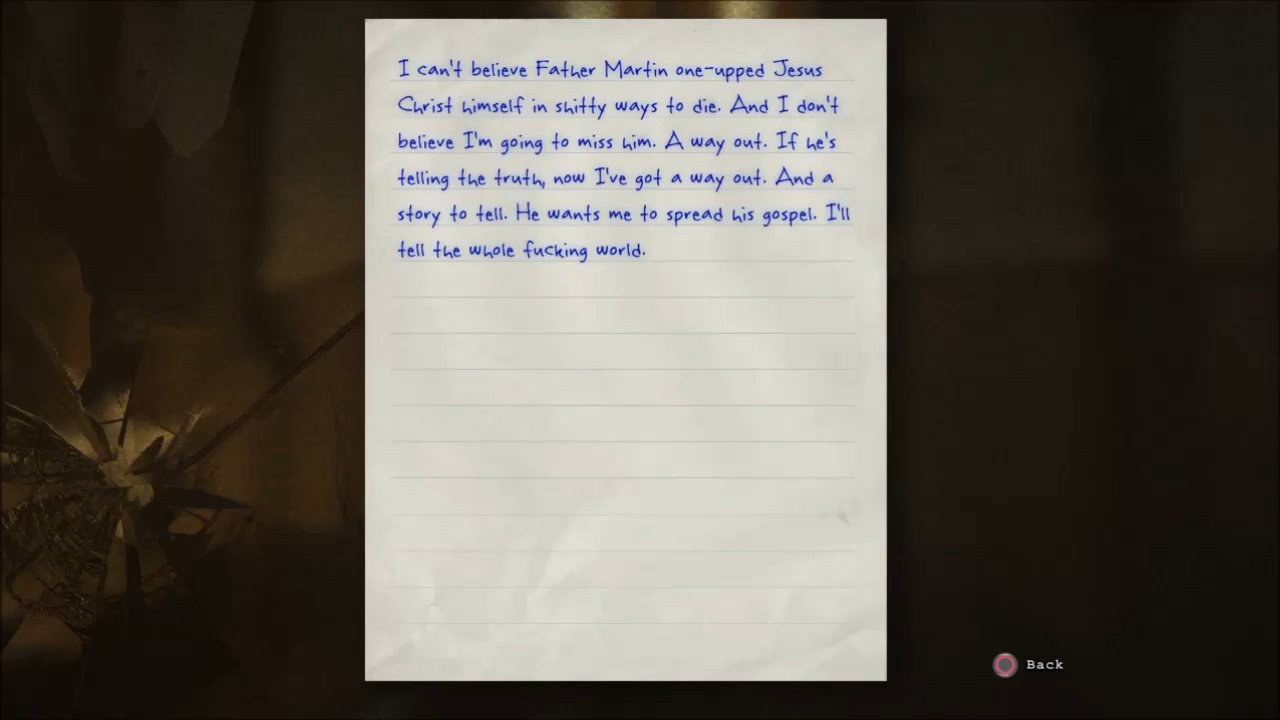 I can't believe Father Martin one-upped Jesus
Christ himself in shitty ways to die. And I don't
believe I'm going to miss him. A way out. If he's
telling the truth, now I've got a way out. And a
story to tell. He wants me to spread his gospel. I'll
tell the whole fucking world.
Back